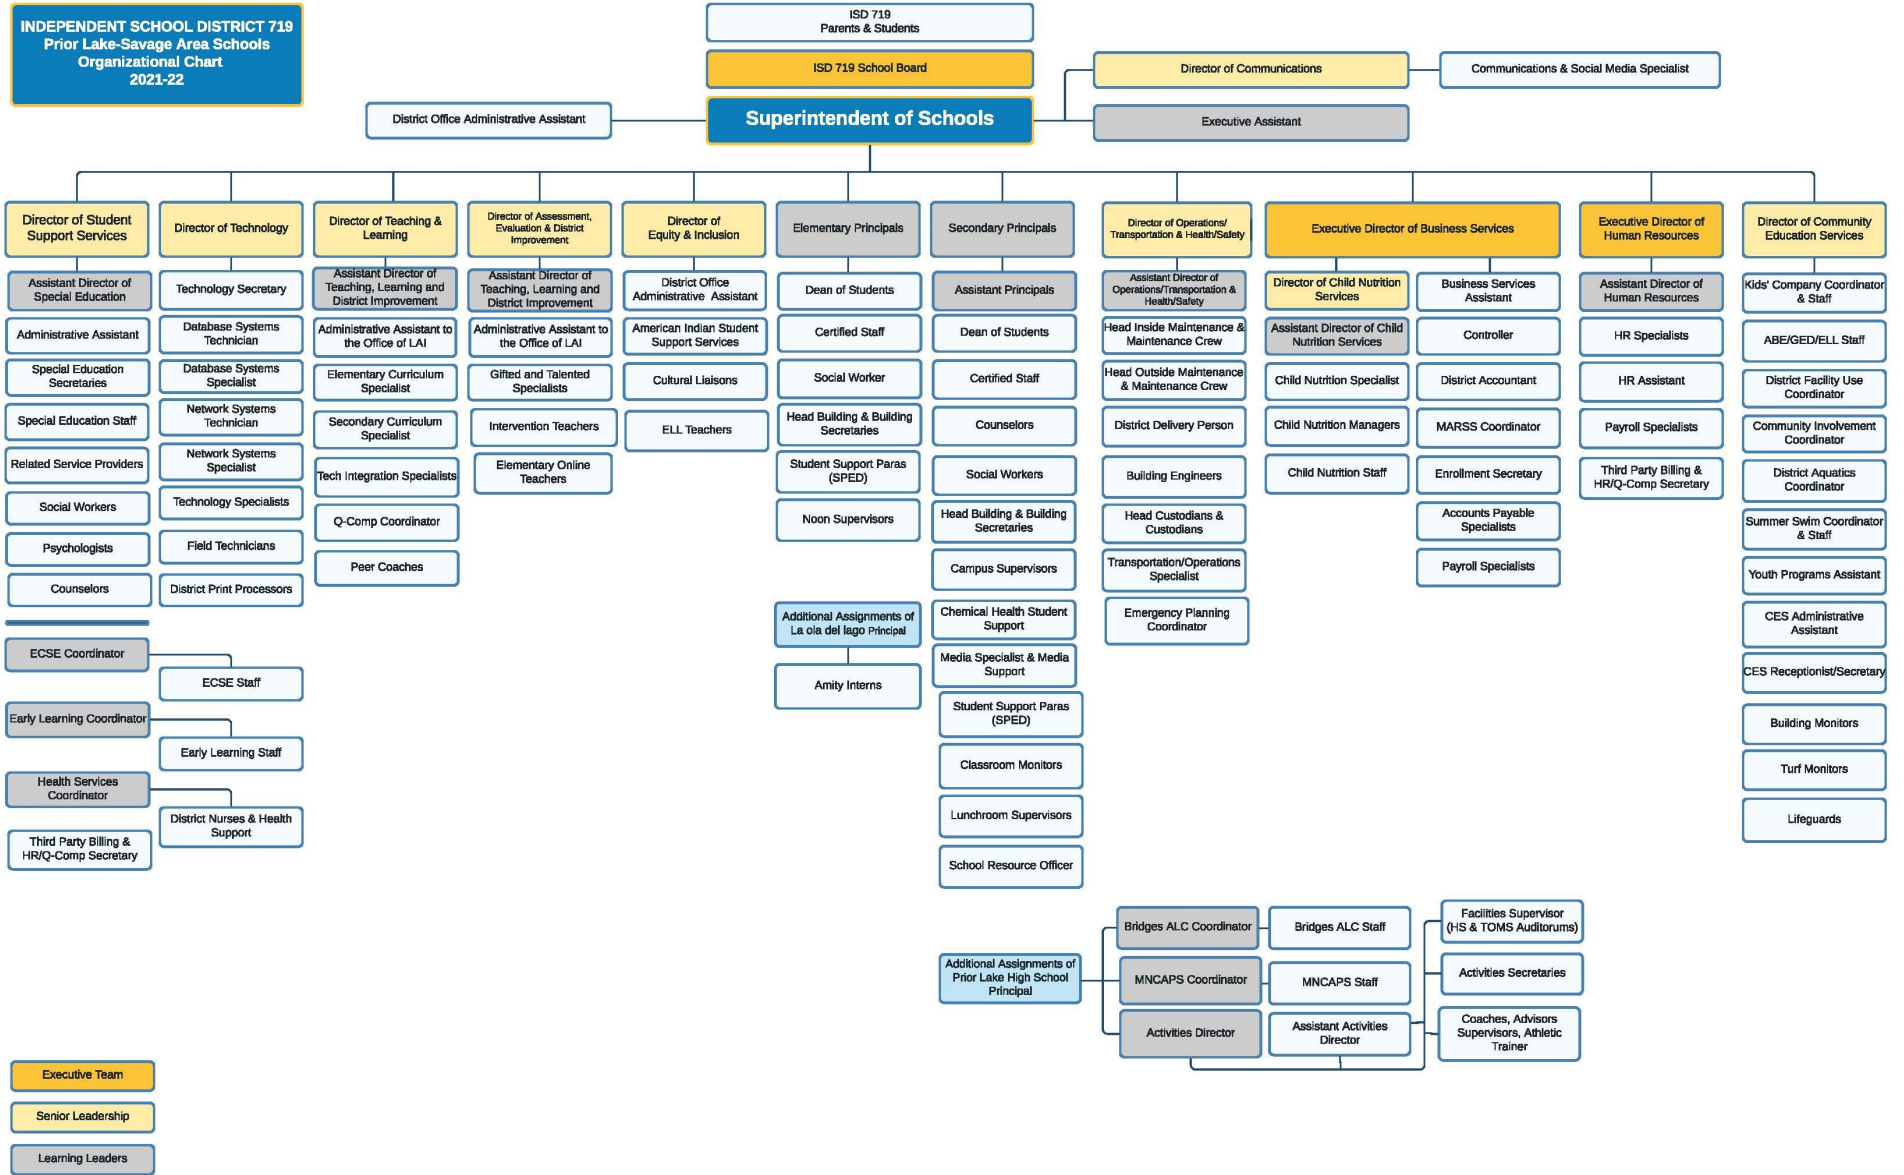 INDEPENDENT SCHOOL DISTRICT 719
Prior Lake-Savage Area Schools
Organizational Chart
2021-22
ISD 719
Parents & Students
ISD 719 School Board
Superintendent of Schools
District Office Administrative Assistant
Director of Communications
Communications & Social Media Specialist
Executive Assistant
Director of Student
Support Services
Assistant Director of
Special Education
Administrative Assistant
Special Education
Secretaries
Special Education Staff
Related Service Providers
Social Workers
Psychologists
Counselors
ECSE Coordinator
ECSE Staff
Early Learning Coordinator
Early Learning Staff
Health Services
Coordinator
District Nurses & Health
Support
Third Party Billing &
HR/Q-Comp Secretary
Director of Technology
Technology Secretary
Database Systems
Technician
Database Systems
Specialist
Network Systems
Technician
Network Systems
Specialist
Technology Specialists
Field Technicians
District Print Processors
Director of Teaching &
Learning
Assistant Director of
Teaching, Learning and
District Improvement
Administrative Assistant to
the Office of LAI
Elementary Curriculum
Specialist
Secondary Curriculum
Specialist
Tech Integration Specialists
Q-Comp Coordinator
Peer Coaches
Director of Assessment,
Evaluation & District
Improvement
Assistant Director of
Teaching, Learning and
District Improvement
Administrative Assistant to
the Office of LAI
Gifted and Talented
Specialists
Intervention Teachers
Elementary Online
Teachers
Director of
Equity & Inclusion
District Office
Administrative Assistant
American Indian Student
Support Services
Cultural Liaisons
ELL Teachers
Elementary Principals
Dean of Students
Certified Staff
Social Worker
Head Building & Building
Secretaries
Student Support Paras
(SPED)
Noon Supervisors
Additional Assignments of
La ola del lago Principal
Amity Interns
Secondary Principals
Assistant Principals
Dean of Students
Certified Staff
Counselors
Social Workers
Head Building & Building
Secretaries
Campus Supervisors
Chemical Health Student
Support
Media Specialist & Media
Support
Student Support Paras
(SPED)
Classroom Monitors
Lunchroom Supervisors
School Resource Officer
Director of Operations/
Transportation & Health/Safety
Assistant Director of
Operations/Transportation &
Health/Safety
Head Inside Maintenance &
Maintenance Crew
Head Outside Maintenance
& Maintenance Crew
District Delivery Person
Building Engineers
Head Custodians &
Custodians
Transportation/Operations
Specialist
Emergency Planning
Coordinator
Executive Director of Business Services
Director of Child Nutrition
Services
Assistant Director of Child
Nutrition Services
Child Nutrition Specialist
Child Nutrition Managers
Child Nutrition Staff
Business Services
Assistant
Controller
District Accountant
MARSS Coordinator
Enrollment Secretary
Accounts Payable
Specialists
Payroll Specialists
Executive Director of
Human Resources
Assistant Director of
Human Resources
HR Specialists
HR Assistant
Payroll Specialists
Third Party Billing &
HR/Q-Comp Secretary
Director of Community
Education Services
Kids' Company Coordinator
& Staff
ABE/GED/ELL Staff
District Facility Use
Coordinator
Community Involvement
Coordinator
District Aquatics
Coordinator
Summer Swim Coordinator
& Staff
Youth Programs Assistant
CES Administrative
Assistant
CES Receptionist/Secretary
Building Monitors
Turf Monitors
Lifeguards
Additional Assignments of
Prior Lake High School
Principal
Bridges ALC Coordinator
Bridges ALC Staff
MNCAPS Coordinator
MNCAPS Staff
Activities Director
Assistant Activities
Director
Facilities Supervisor
(HS & TOMS Auditorums)
Activities Secretaries
Coaches, Advisors
Supervisors, Athletic
Trainer
Executive Team
Senior Leadership
Learning Leaders